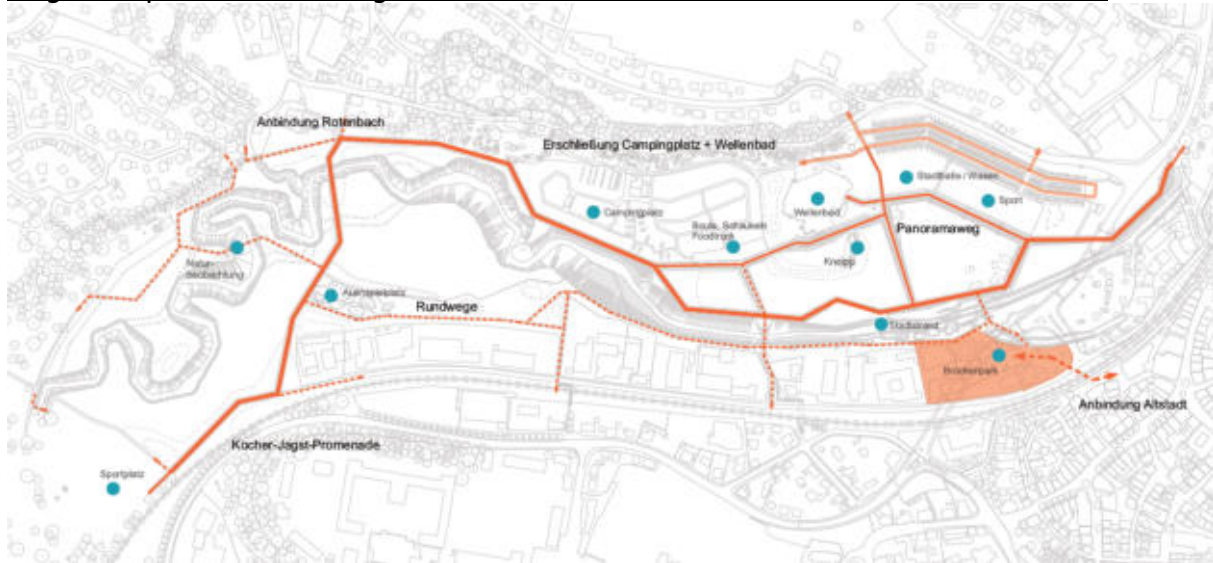 Anbindung Rotenbach
Erschließung Campingplatz + Wellenbad
Stadthalle / Wasen
Sport
Wellenbad
Campingplatz
Boule, Schaukeln
Foodtruck
Panoramaweg
Kneipp
Natur-
beobachtung
Auenspielplatz
Rundwege
Stadtstrand
Brückenpark
Anbindung Altstadt
Kocher-Jagst-Promenade
Sportplatz